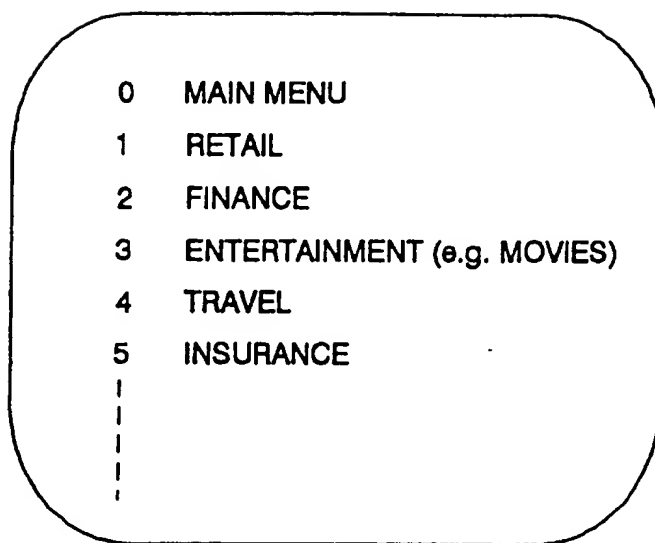 0 MAIN MENU
1 RETAIL
2 FINANCE
3 ENTERTAINMENT (e.g. MOVIES)
4 TRAVEL
5 INSURANCE